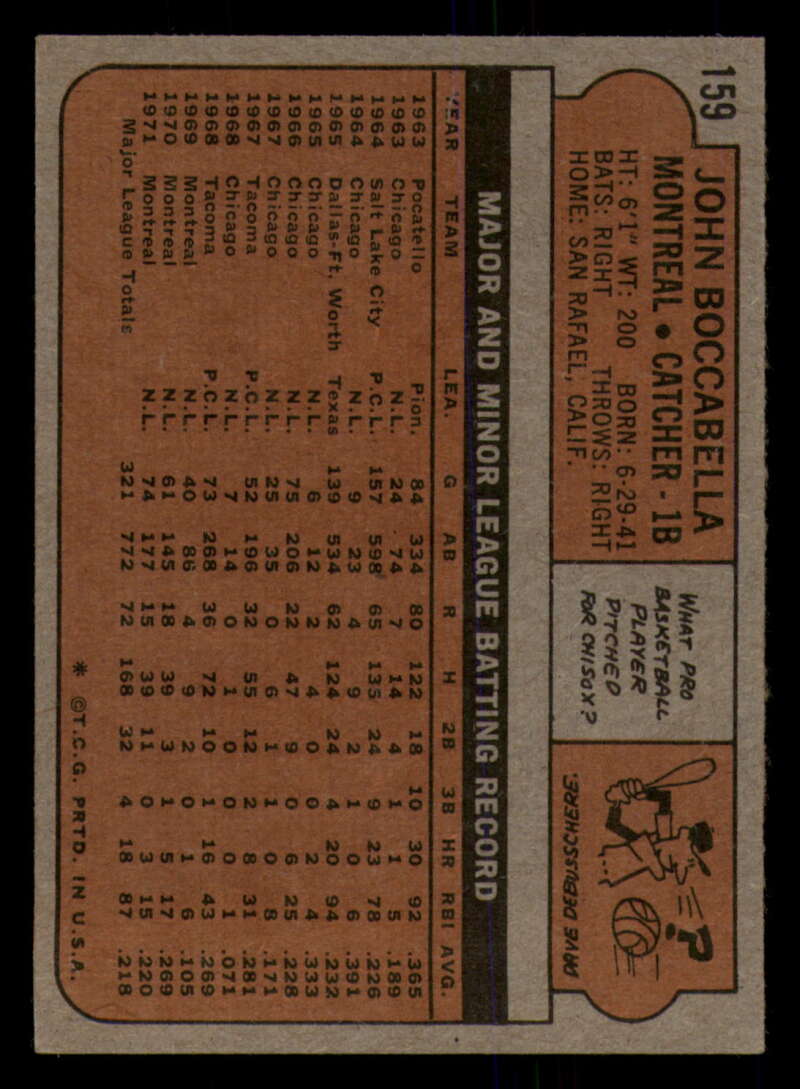 159
JOHN BOCCABELLA
MONTREAL • CATCHER - 1B
HT: 6'1" WT: 200 BORN: 6-29-41
BATS: RIGHT THROWS: RIGHT
HOME: SAN RAFAEL, CALIF.
WHAT PRO
BASKETBALL
PLAYER
PITCHED
FOR CHISOX?
DAVE DEBUSSCHERE.
MAJOR AND MINOR LEAGUE BATTING RECORD
YEAR TEAM LEA. G AB R H 2B 3B HR RBI AVG.
1963 Pocatello Pion. 84 334 80 122 18 10 30 92 .365
1963 Chicago N.L. 24 74 7 14 4 1 1 5 .189
1964 Salt Lake City P.C.L. 157 598 65 135 24 9 23 78 .226
1964 Chicago N.L. 9 23 4 9 2 1 0 6 .391
1965 Dallas-Ft. Worth Texas 139 534 62 124 24 4 20 94 .232
1965 Chicago N.L. 6 12 2 4 0 0 2 4 .333
1966 Chicago N.L. 75 206 22 47 9 0 6 25 .228
1967 Chicago N.L. 25 35 0 6 1 1 0 8 .171
1967 Tacoma P.C.L. 52 196 32 55 12 2 8 31 .281
1968 Chicago N.L. 7 14 0 1 0 0 0 1 .071
1968 Tacoma P.C.L. 73 268 36 72 10 1 16 43 .269
1969 Montreal N.L. 40 86 4 9 2 0 1 6 .105
1970 Montreal N.L. 61 145 18 39 3 1 5 17 .269
1971 Montreal N.L. 74 177 15 39 11 0 3 15 .220
Major League Totals 321 772 72 168 32 4 18 87 .218
* ©T.C.G. PRTD. IN U.S.A.